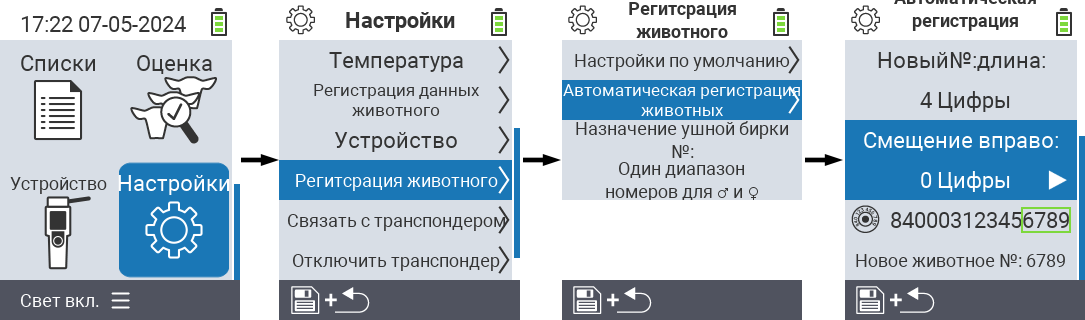 17:22 07-05-2024
Списки
Оценка
Устройство
Настройки
Свет вкл.
Настройки
Температура
Регистрация данных
животного
Устройство
Регитсрация животного
Связать с транспондером
Отключить транспондер
+
Регитсрация
животного
Настройки по умолчанию
Автоматическая регистрация
животных
Назначение ушной бирки
№:
Один диапазон
номеров для ♂ и ♀
+
Автоматическая
регистрация
Новый№:длина:
4 Цифры
Смещение вправо:
0 Цифры
840003123456789
Новое животное №: 6789
+